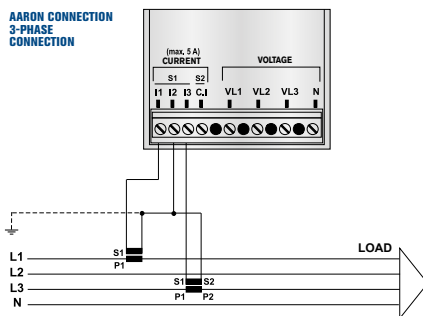 AARON CONNECTION
3-PHASE
CONNECTION
(max. 5 A)
CURRENT
VOLTAGE
S1 S2
I1 I2 I3 C.I VL1 VL2 VL3 N
S1
LOAD
L1
P1
L2
S1 S2
L3
P1 P2
N